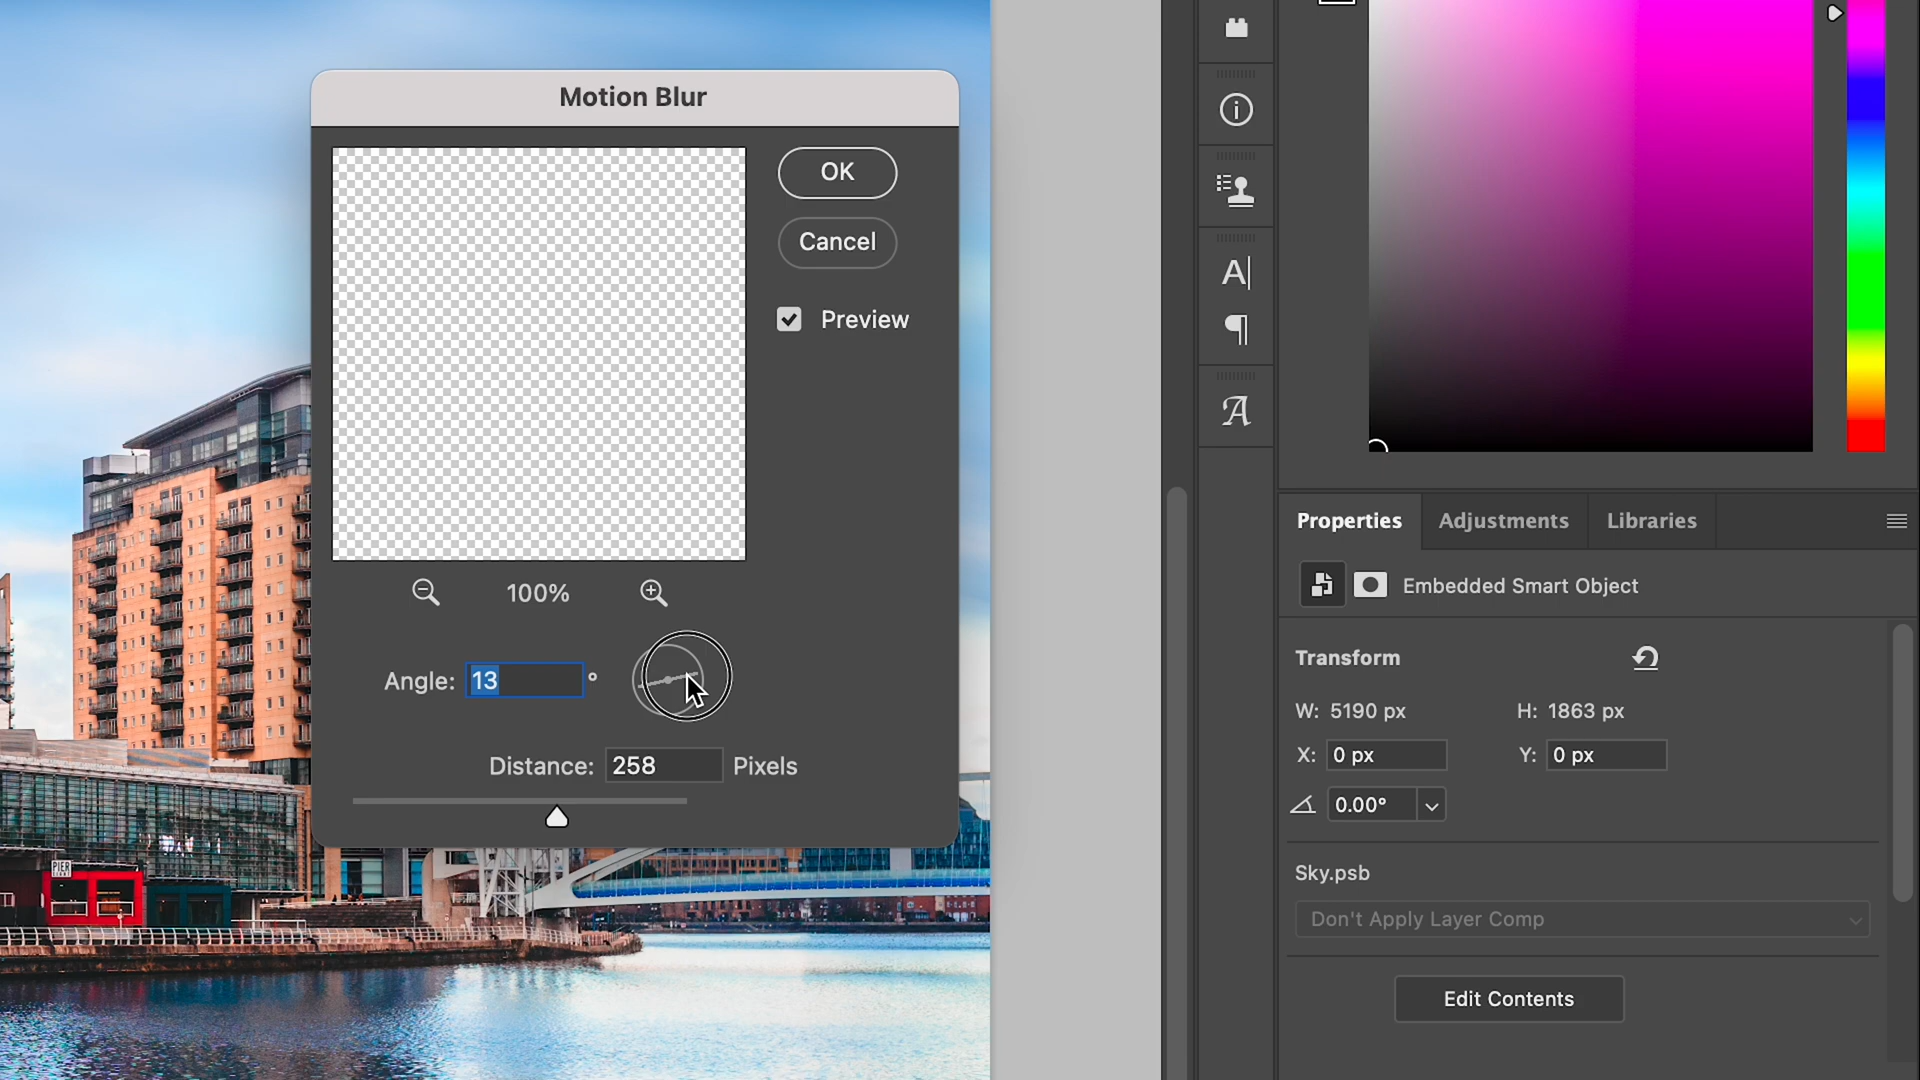 Motion Blur
OK
Cancel
Preview
100%
Angle: 13 °
Distance: 258 Pixels
PIER
A
A
Properties Adjustments Libraries
Embedded Smart Object
Transform
W: 5190 px H: 1863 px
X: 0 px Y: 0 px
0.00°
Sky.psb
Don't Apply Layer Comp
Edit Contents